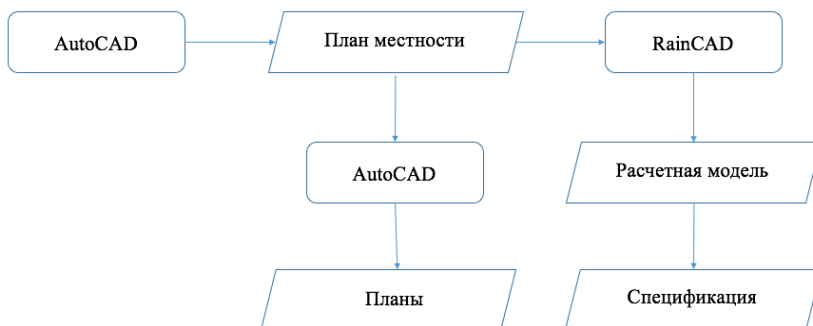 AutoCAD
План местности
RainCAD
AutoCAD
Расчетная модель
Планы
Спецификация